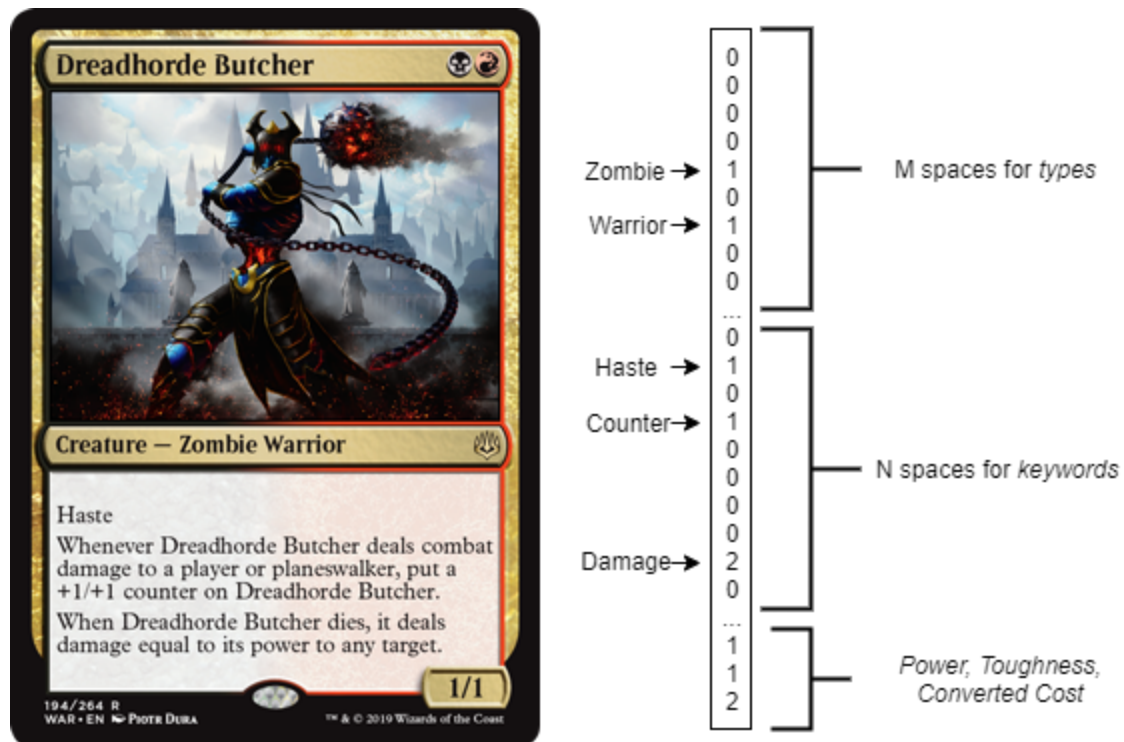 Dreadhorde Butcher
Creature — Zombie Warrior
Haste
Whenever Dreadhorde Butcher deals combat
damage to a player or planeswalker, put a
+1/+1 counter on Dreadhorde Butcher.
When Dreadhorde Butcher dies, it deals
damage equal to its power to any target.
1/1
194/264 R
WAR • EN Piotr Dura
™ & © 2019 Wizards of the Coast
0
0
0
0
Zombie 1
0
Warrior 1
0
0
...
0
Haste 1
0
Counter 1
0
0
0
0
Damage 2
0
...
1
1
2
M spaces for types
N spaces for keywords
Power, Toughness,
Converted Cost